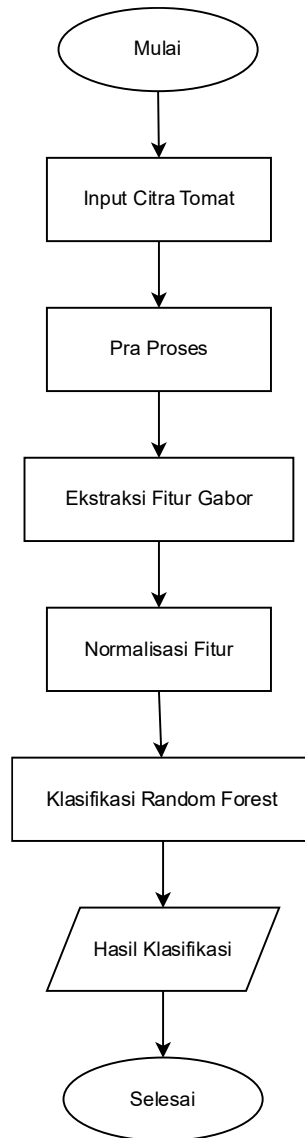 Mulai
Input Citra Tomat
Pra Proses
Ekstraksi Fitur Gabor
Normalisasi Fitur
Klasifikasi Random Forest
Hasil Klasifikasi
Selesai